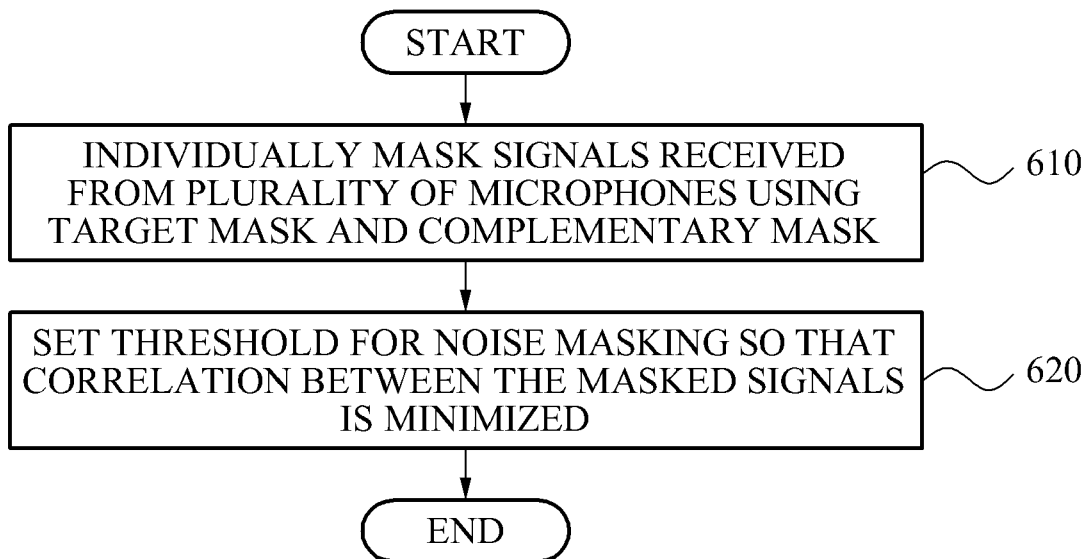 START
INDIVIDUALLY MASK SIGNALS RECEIVED
FROM PLURALITY OF MICROPHONES USING
TARGET MASK AND COMPLEMENTARY MASK
610
SET THRESHOLD FOR NOISE MASKING SO THAT
CORRELATION BETWEEN THE MASKED SIGNALS
IS MINIMIZED
620
END